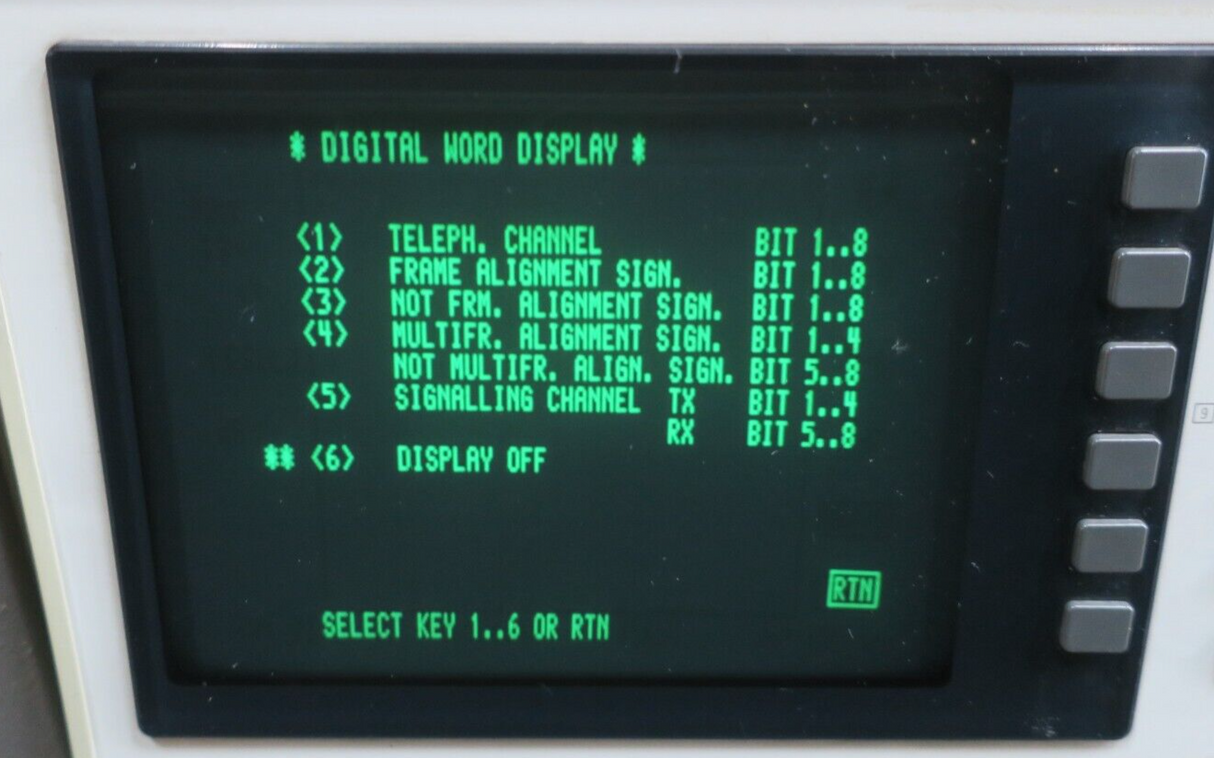 * DIGITAL WORD DISPLAY *
<1> TELEPH. CHANNEL BIT 1..8
<2> FRAME ALIGNMENT SIGN. BIT 1..8
<3> NOT FRM. ALIGNMENT SIGN. BIT 1..8
<4> MULTIFR. ALIGNMENT SIGN. BIT 1..4
NOT MULTIFR. ALIGN. SIGN. BIT 5..8
<5> SIGNALLING CHANNEL TX BIT 1..4
RX BIT 5..8
** <6> DISPLAY OFF
RTN
SELECT KEY 1..6 OR RTN
9